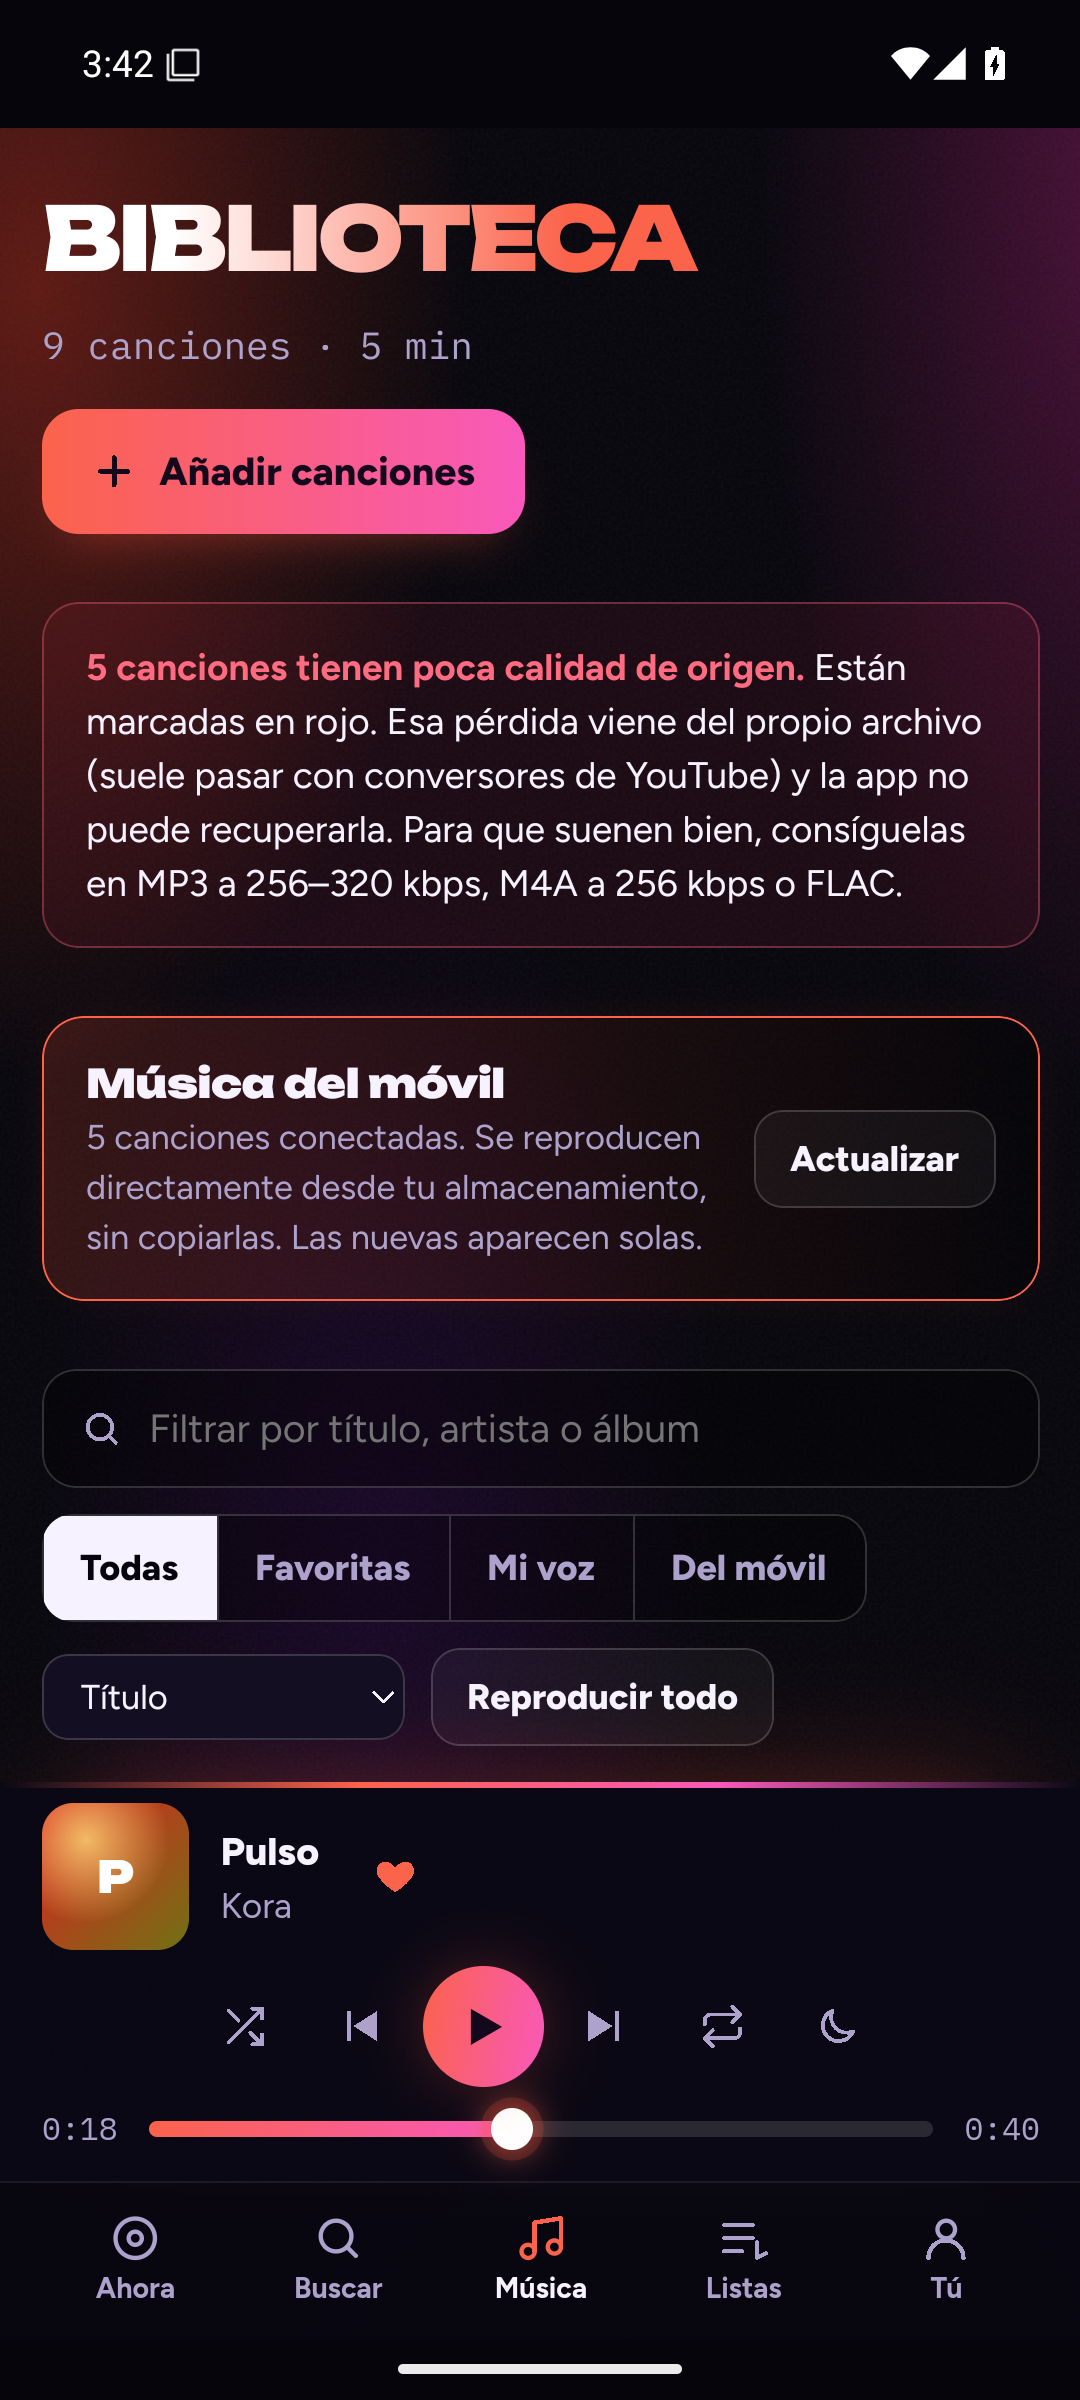 3:42
BIBLIOTECA
9 canciones · 5 min
Añadir canciones
5 canciones tienen poca calidad de origen. Están
marcadas en rojo. Esa pérdida viene del propio archivo
(suele pasar con conversores de YouTube) y la app no
puede recuperarla. Para que suenen bien, consíguelas
en MP3 a 256–320 kbps, M4A a 256 kbps o FLAC.
Música del móvil
5 canciones conectadas. Se reproducen
directamente desde tu almacenamiento,
sin copiarlas. Las nuevas aparecen solas.
Actualizar
Filtrar por título, artista o álbum
Todas Favoritas Mi voz Del móvil
Título Reproducir todo
P
Pulso
Kora
0:18 0:40
Ahora Buscar Música Listas Tú